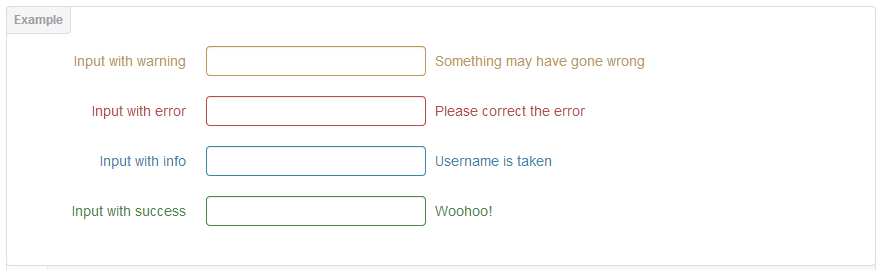 Example
Input with warning Something may have gone wrong
Input with error Please correct the error
Input with info Username is taken
Input with success Woohoo!